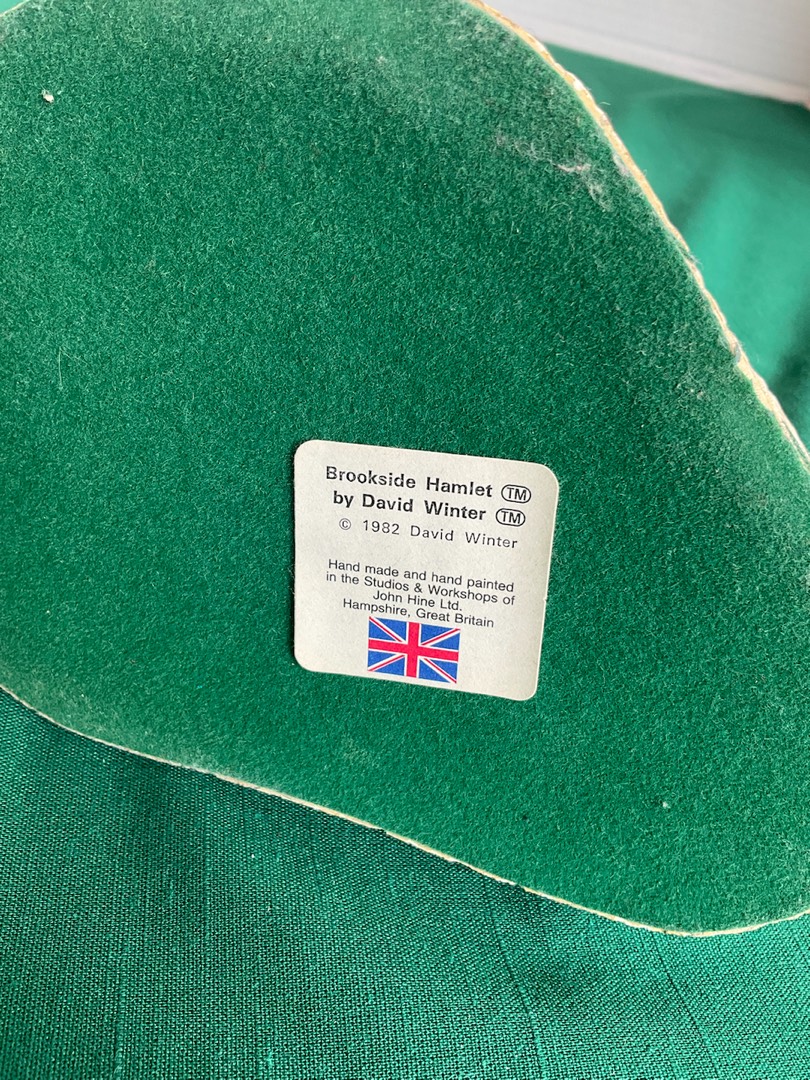 Brookside Hamlet TM
by David Winter TM
© 1982 David Winter
Hand made and hand painted
in the Studios & Workshops of
John Hine Ltd.
Hampshire, Great Britain